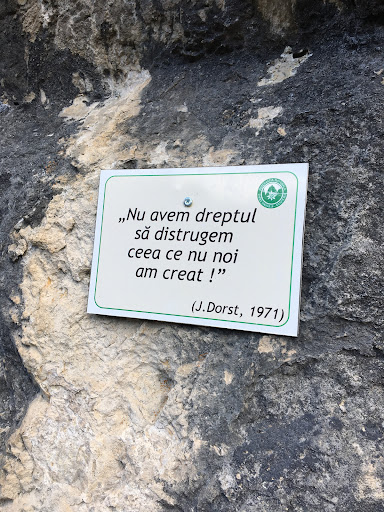 „Nu avem dreptul
să distrugem
ceea ce nu noi
am creat !”
(J.Dorst, 1971)